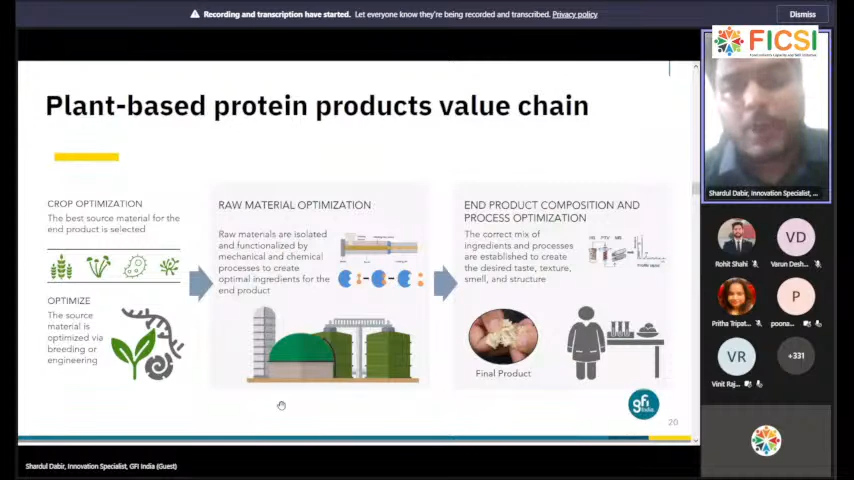 Recording and transcription have started. Let everyone know they're being recorded and transcribed. Privacy policy
Dismiss
FICSI
Plant-based protein products value chain
CROP OPTIMIZATION
The best source material for the
end product is selected
OPTIMIZE
The source
material is
optimized via
breeding or
engineering
RAW MATERIAL OPTIMIZATION
Raw materials are isolated
and functionalized by
mechanical and chemical
processes to create
optimal ingredients for the
end product
END PRODUCT COMPOSITION AND
PROCESS OPTIMIZATION
The correct mix of
ingredients and processes
are established to create
the desired taste, texture,
smell, and structure
Final Product
gfi
India
20
Shardul Dabir, Innovation Specialist, ...
Rohit Shahi
VD
Varun Desh...
Pritha Tripat...
P
poona...
VR
Vinit Raj...
+331
Shardul Dabir, Innovation Specialist, GFI India (Guest)